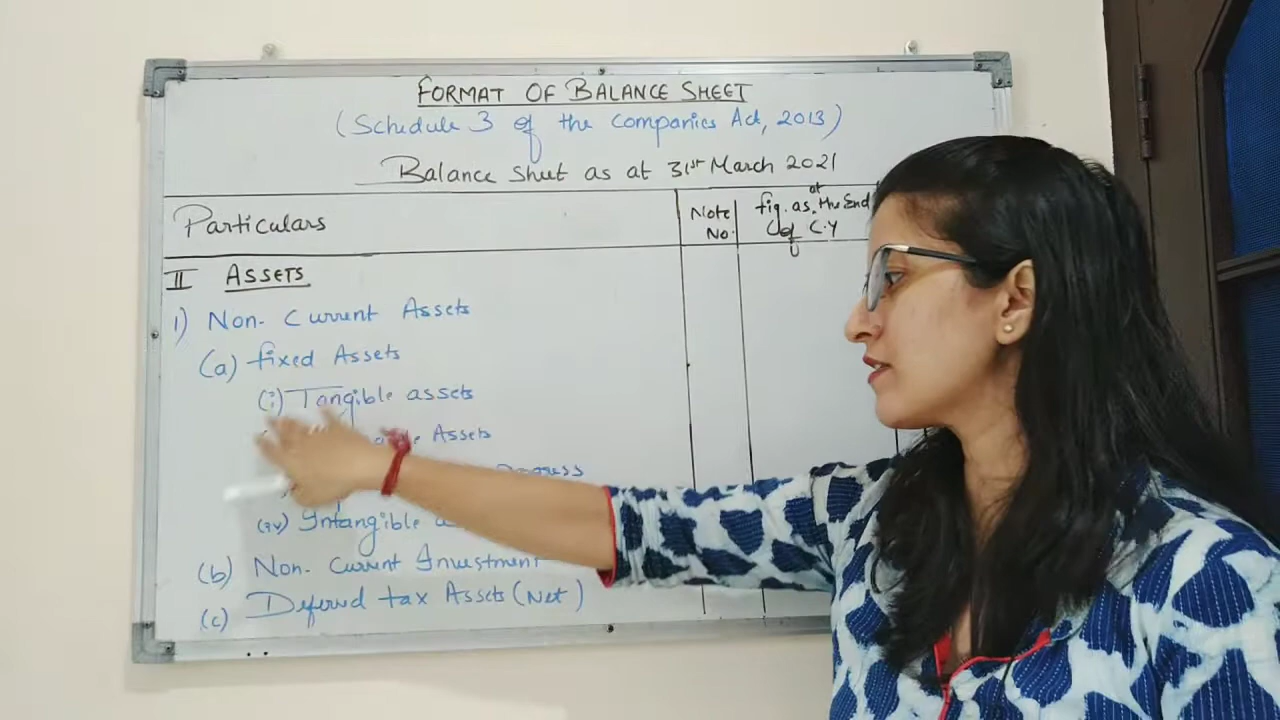 FORMAT OF BALANCE SHEET
(Schedule 3 of the Companies Act, 2013)
Balance Sheet as at 31st March 2021
Particulars
Note No.
fig. as at the End of C.Y
II ASSETS
1) Non-Current Assets
(a) fixed Assets
(i) Tangible assets
Assets
(iv) Intangible
(b) Non-Current Investment
(c) Deferred tax Assets (Net)